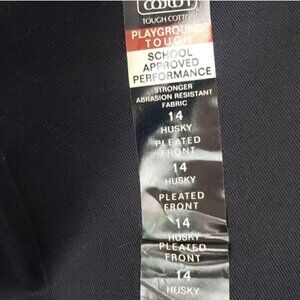 TOUGH COTTON
PLAYGROUND
TOUGH
SCHOOL
APPROVED
PERFORMANCE
STRONGER
ABRASION RESISTANT
FABRIC
14
HUSKY
PLEATED
FRONT
14
HUSKY
PLEATED
FRONT
14
HUSKY
PLEATED
FRONT
14
HUSKY